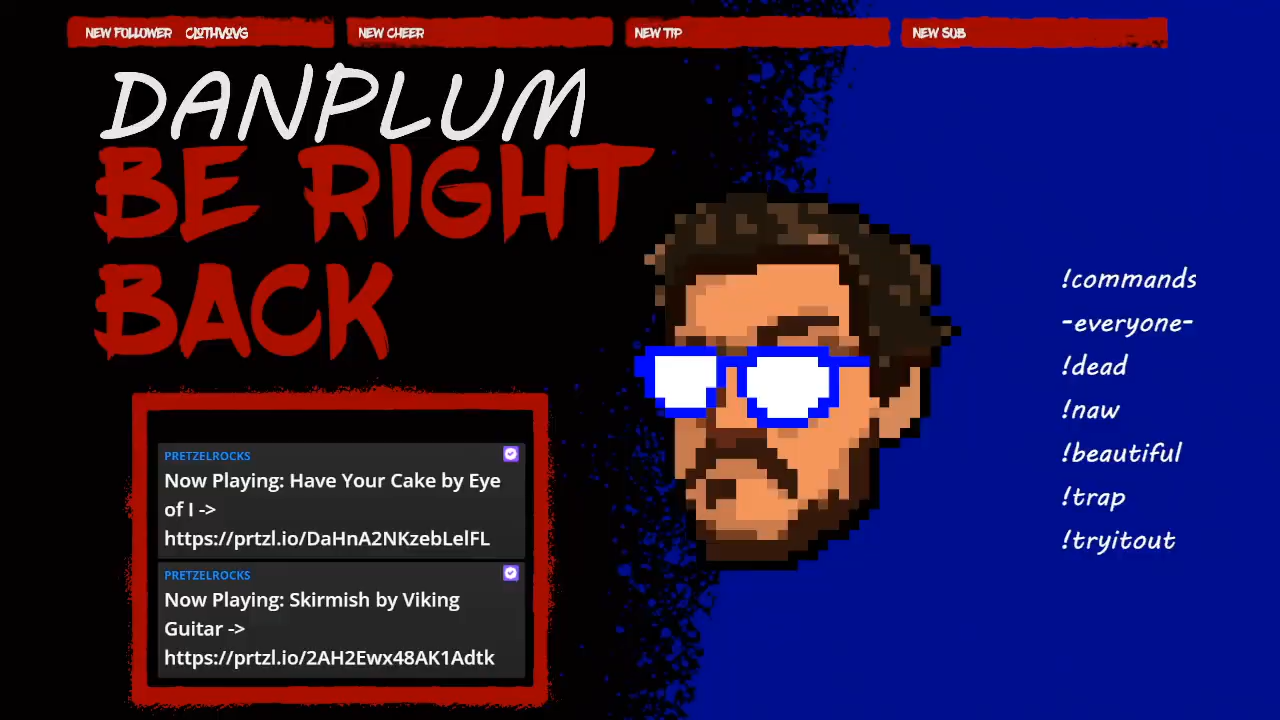 NEW FOLLOWER CLOTHVVVS NEW CHEER NEW TIP NEW SUB
DANPLUM
BE RIGHT
BACK
!commands
-everyone-
!dead
!naw
!beautiful
!trap
!tryitout
PRETZELROCKS
Now Playing: Have Your Cake by Eye
of I ->
https://prtzl.io/DaHnA2NKzebLelFL
PRETZELROCKS
Now Playing: Skirmish by Viking
Guitar ->
https://prtzl.io/2AH2Ewx48AK1Adtk